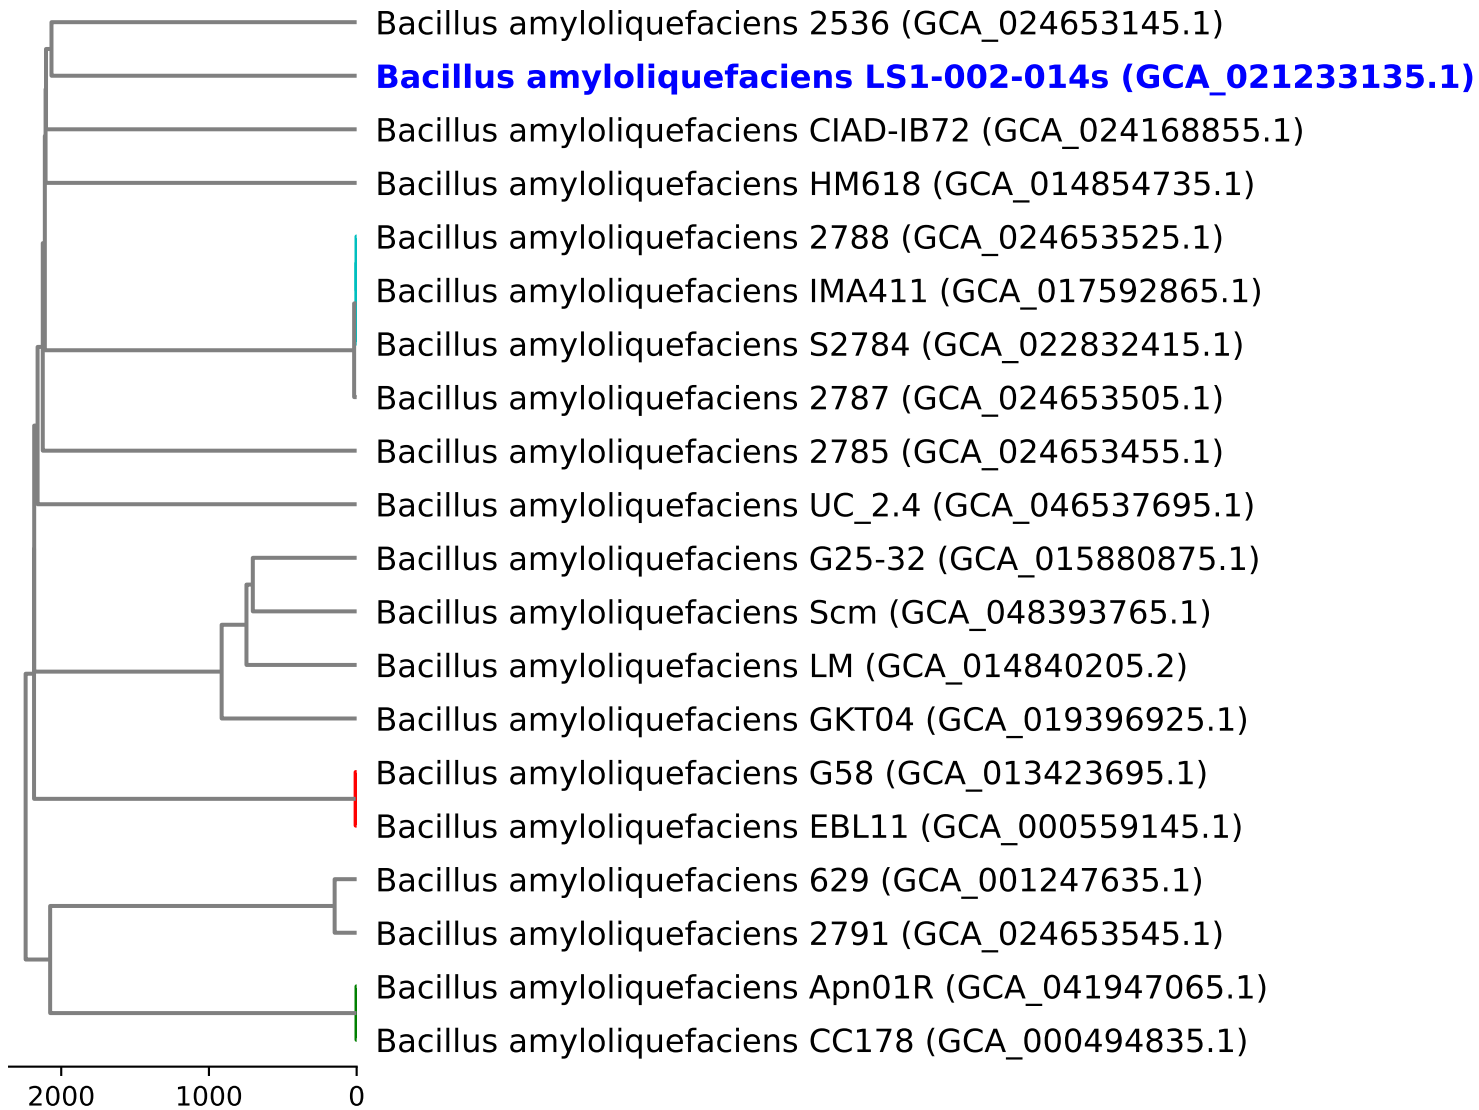 Bacillus amyloliquefaciens 2536 (GCA_024653145.1)
Bacillus amyloliquefaciens LS1-002-014s (GCA_021233135.1)
Bacillus amyloliquefaciens CIAD-IB72 (GCA_024168855.1)
Bacillus amyloliquefaciens HM618 (GCA_014854735.1)
Bacillus amyloliquefaciens 2788 (GCA_024653525.1)
Bacillus amyloliquefaciens IMA411 (GCA_017592865.1)
Bacillus amyloliquefaciens S2784 (GCA_022832415.1)
Bacillus amyloliquefaciens 2787 (GCA_024653505.1)
Bacillus amyloliquefaciens 2785 (GCA_024653455.1)
Bacillus amyloliquefaciens UC_2.4 (GCA_046537695.1)
Bacillus amyloliquefaciens G25-32 (GCA_015880875.1)
Bacillus amyloliquefaciens Scm (GCA_048393765.1)
Bacillus amyloliquefaciens LM (GCA_014840205.2)
Bacillus amyloliquefaciens GKT04 (GCA_019396925.1)
Bacillus amyloliquefaciens G58 (GCA_013423695.1)
Bacillus amyloliquefaciens EBL11 (GCA_000559145.1)
Bacillus amyloliquefaciens 629 (GCA_001247635.1)
Bacillus amyloliquefaciens 2791 (GCA_024653545.1)
Bacillus amyloliquefaciens Apn01R (GCA_041947065.1)
Bacillus amyloliquefaciens CC178 (GCA_000494835.1)
2000 1000 0